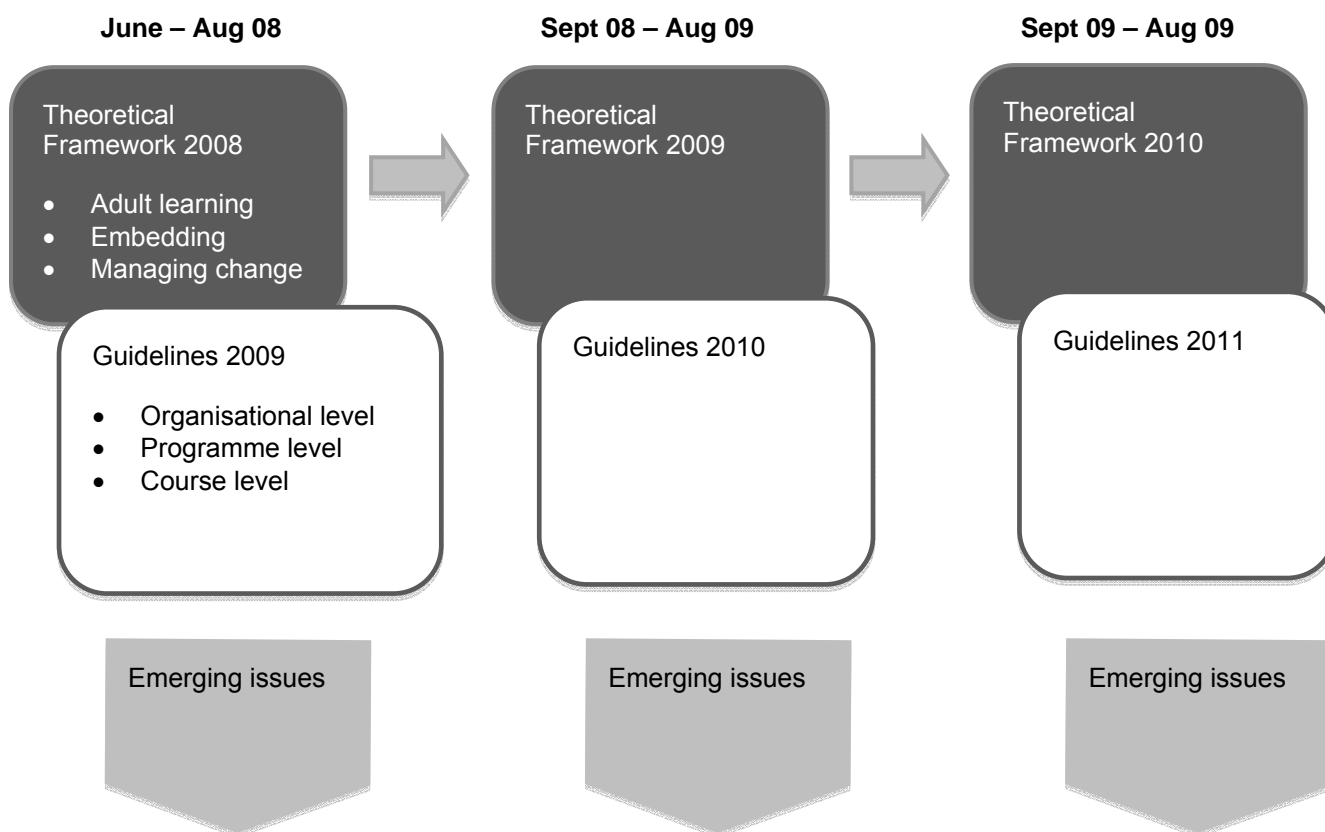 June – Aug 08
Sept 08 – Aug 09
Sept 09 – Aug 09
Theoretical
Framework 2008
• Adult learning
• Embedding
• Managing change
Theoretical
Framework 2009
Theoretical
Framework 2010
Guidelines 2009
• Organisational level
• Programme level
• Course level
Guidelines 2010
Guidelines 2011
Emerging issues
Emerging issues
Emerging issues